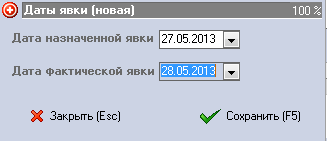 Даты явки (новая) 100 %
Дата назначенной явки 27.05.2013
Дата фактической явки 28.05.2013
Закрыть (Esc) Сохранить (F5)